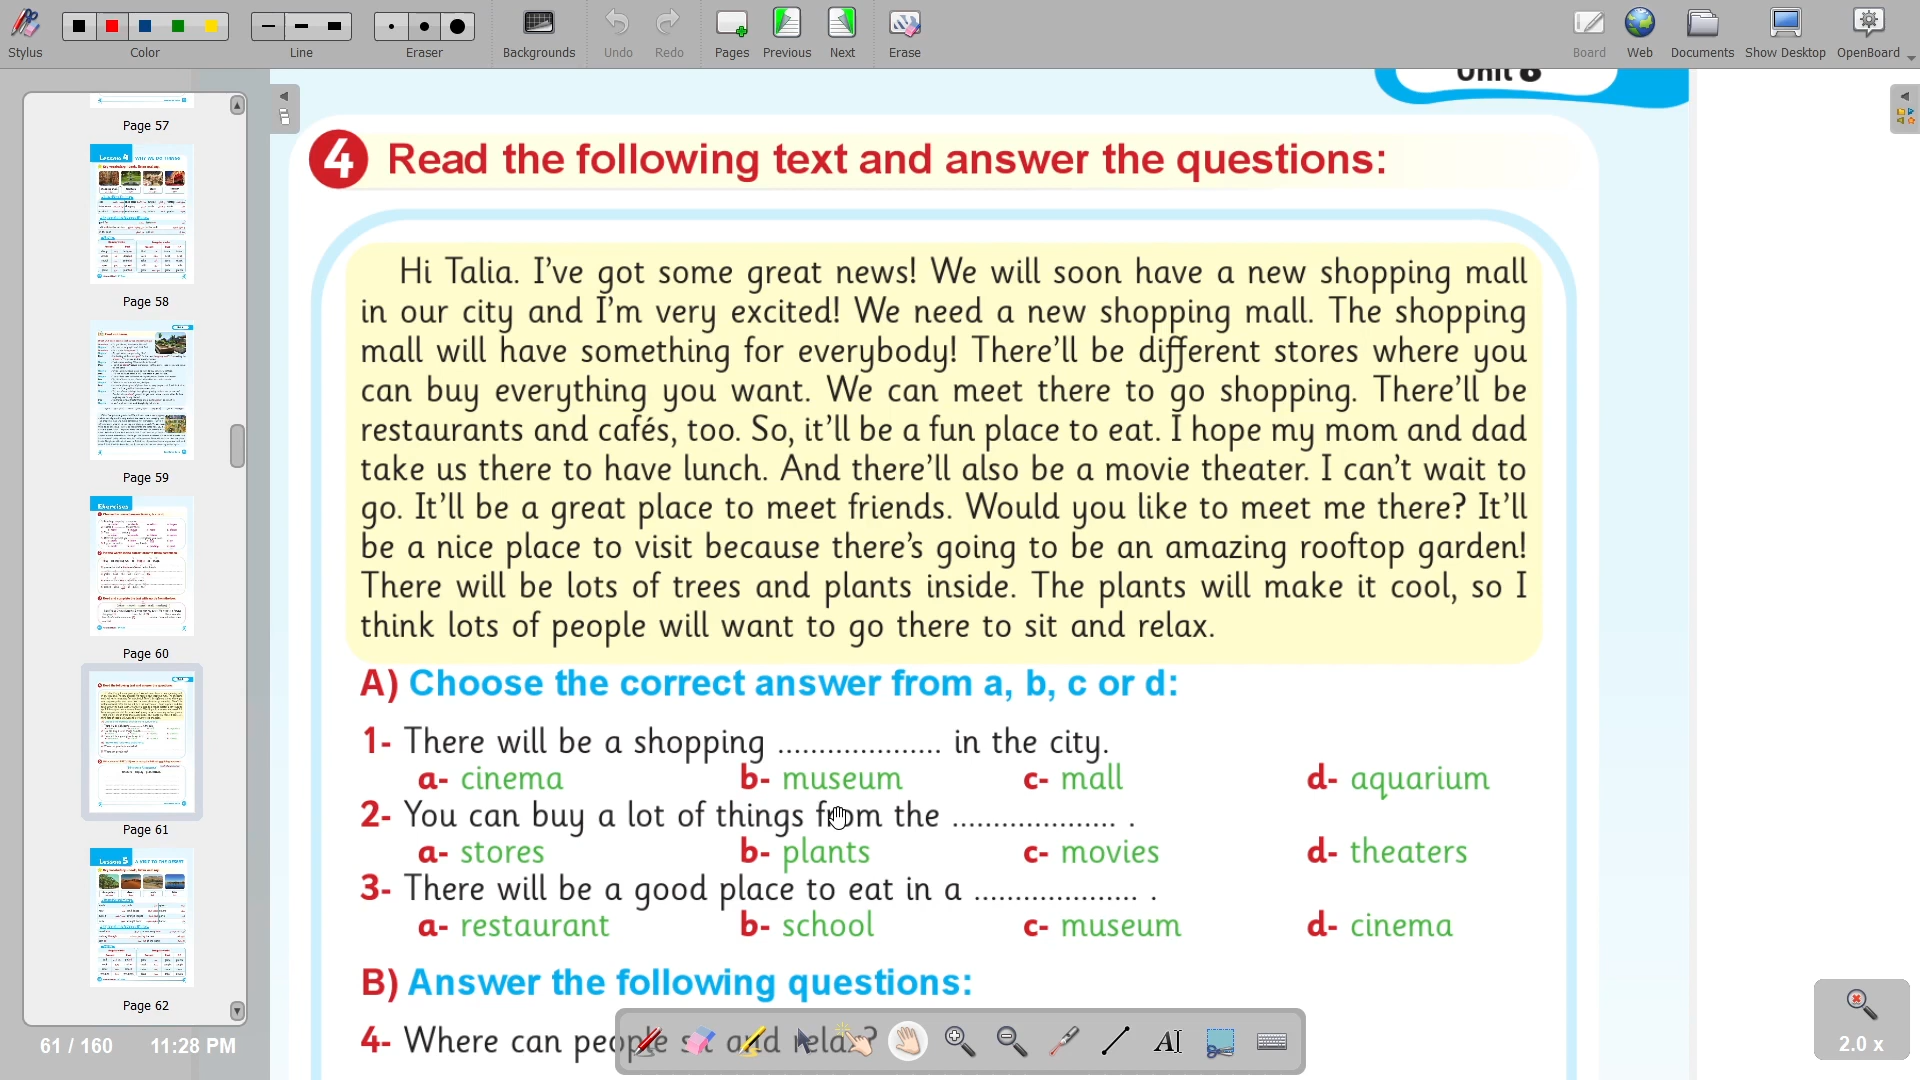 Stylus
Color
Line
Eraser
Backgrounds
Undo
Redo
Pages
Previous
Next
Erase
Board
Web
Documents
Show Desktop
OpenBoard
Page 57
Page 58
Page 59
Page 60
Page 61
Page 62
61 / 160
11:28 PM
Unit 6
4 Read the following text and answer the questions:
Hi Talia. I've got some great news! We will soon have a new shopping mall
in our city and I'm very excited! We need a new shopping mall. The shopping
mall will have something for everybody! There'll be different stores where you
can buy everything you want. We can meet there to go shopping. There'll be
restaurants and cafés, too. So, it'll be a fun place to eat. I hope my mom and dad
take us there to have lunch. And there'll also be a movie theater. I can't wait to
go. It'll be a great place to meet friends. Would you like to meet me there? It'll
be a nice place to visit because there's going to be an amazing rooftop garden!
There will be lots of trees and plants inside. The plants will make it cool, so I
think lots of people will want to go there to sit and relax.
A) Choose the correct answer from a, b, c or d:
1- There will be a shopping .................... in the city.
a- cinema b- museum c- mall d- aquarium
2- You can buy a lot of things from the .................... .
a- stores b- plants c- movies d- theaters
3- There will be a good place to eat in a .................... .
a- restaurant b- school c- museum d- cinema
B) Answer the following questions:
4- Where can people sit and relax?
2.0 x